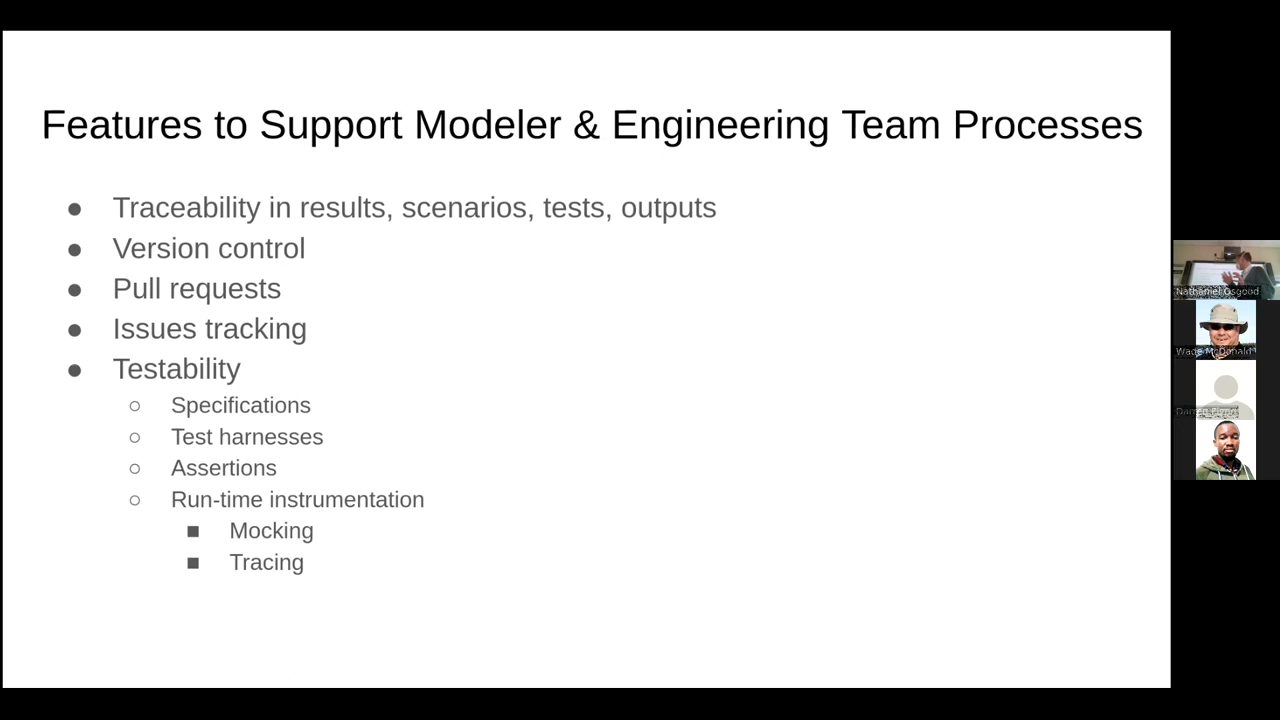 Features to Support Modeler & Engineering Team Processes
● Traceability in results, scenarios, tests, outputs
● Version control
● Pull requests
● Issues tracking
● Testability
○ Specifications
○ Test harnesses
○ Assertions
○ Run-time instrumentation
■ Mocking
■ Tracing
Nathaniel Osgood
Wade McDonald